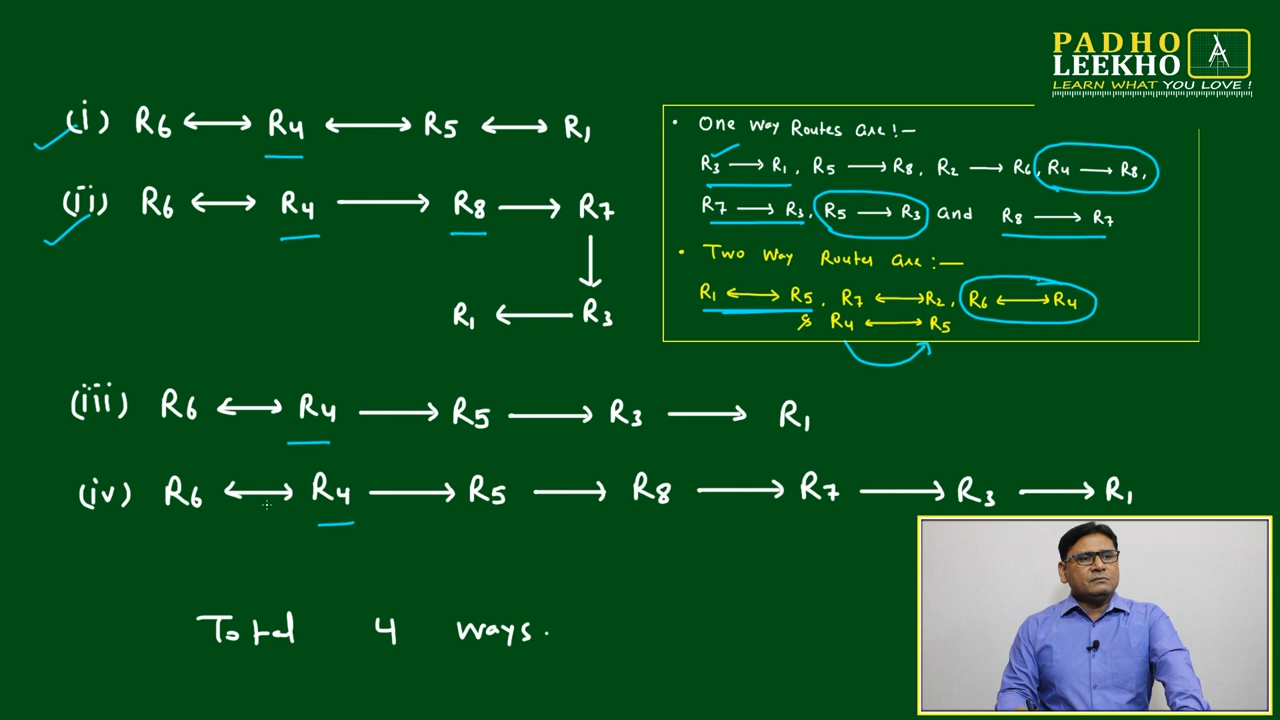 PADHO
LEEKHO
LEARN WHAT YOU LOVE !
(i) R6 ⟷ R4 ⟷ R5 ⟷ R1
(ii) R6 ⟷ R4 ⟶ R8 ⟶ R7
R1 ⟵ R3
• One Way Routes are!—
R3 ⟶ R1, R5 ⟶ R8, R2 ⟶ R6, R4 ⟶ R8,
R7 ⟶ R3, R5 ⟶ R3 and R8 ⟶ R7
• Two Way Routes are:—
R1 ⟷ R5, R7 ⟷ R2, R6 ⟷ R4
& R4 ⟷ R5
(iii) R6 ⟷ R4 ⟶ R5 ⟶ R3 ⟶ R1
(iv) R6 ⟷ R4 ⟶ R5 ⟶ R8 ⟶ R7 ⟶ R3 ⟶ R1
Total 4 ways.